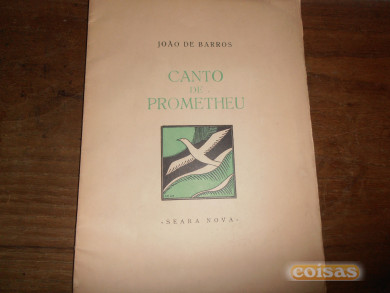 JOÃO DE BARROS
CANTO
DE
PROMETHEU
«SEARA NOVA»
coisas